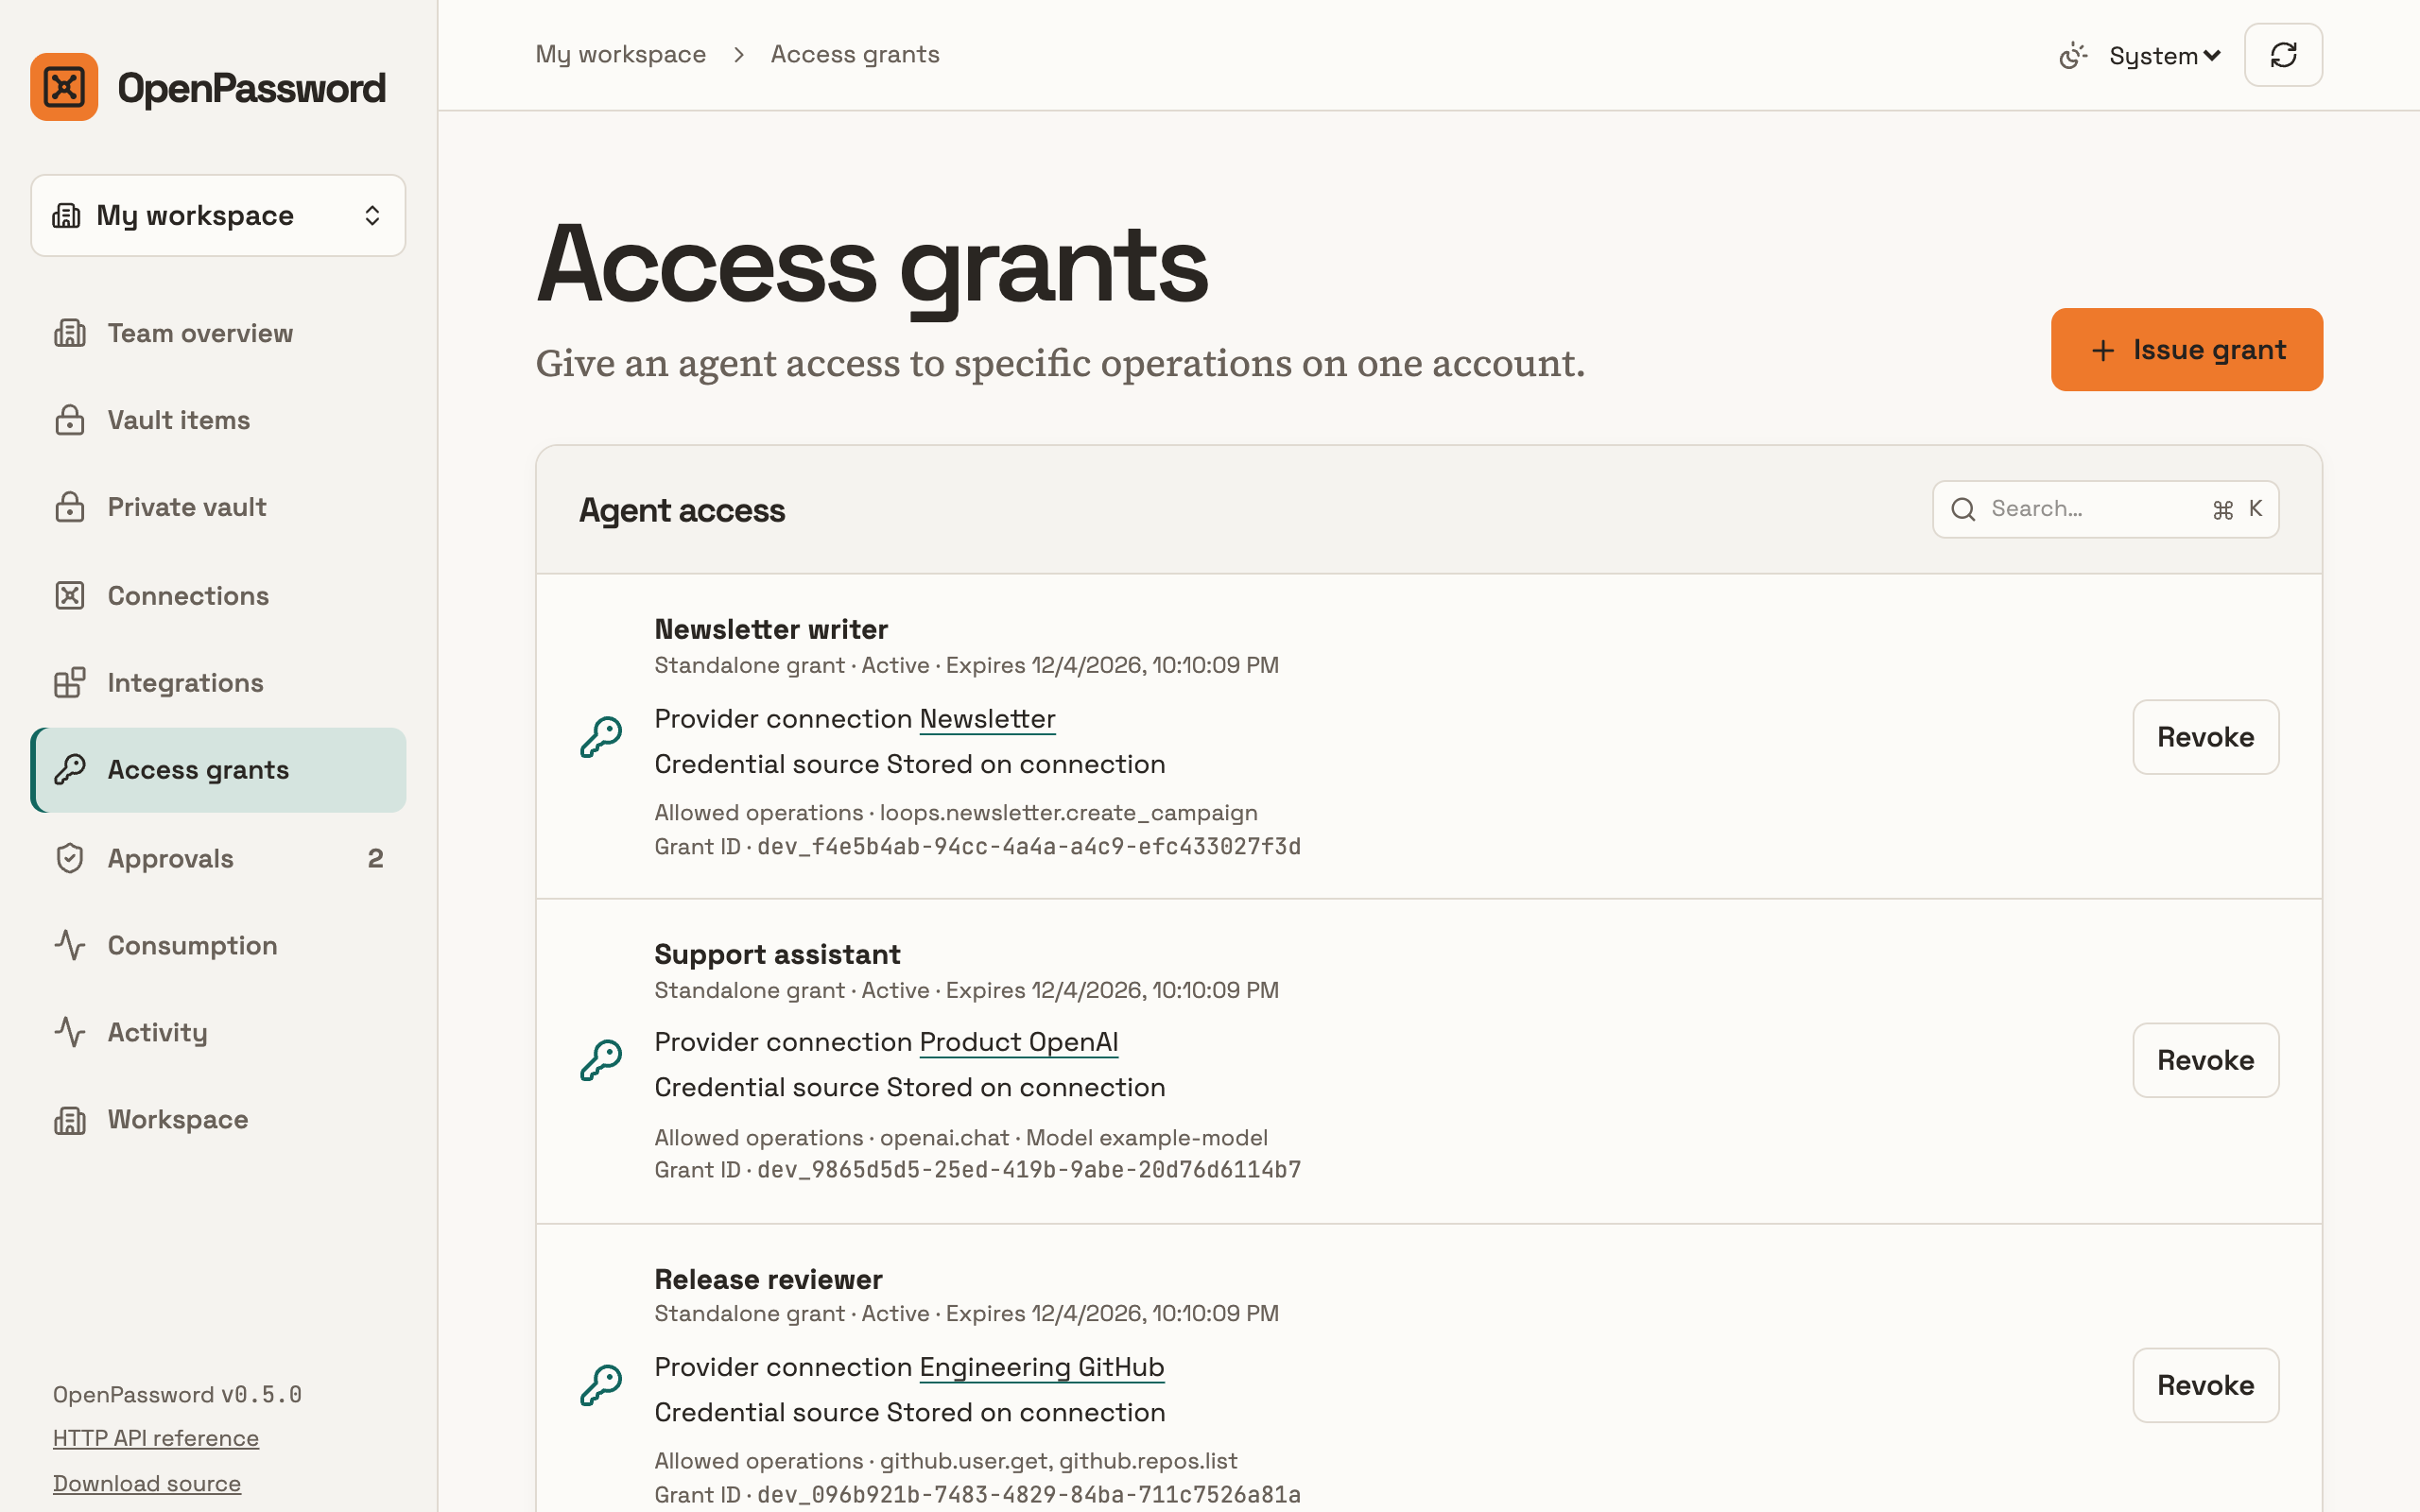 OpenPassword
My workspace
Team overview
Vault items
Private vault
Connections
Integrations
Access grants
Approvals 2
Consumption
Activity
Workspace
OpenPassword v0.5.0
HTTP API reference
Download source
My workspace > Access grants
System
Access grants
Give an agent access to specific operations on one account.
+ Issue grant
Agent access
Search... ⌘ K
Newsletter writer
Standalone grant · Active · Expires 12/4/2026, 10:10:09 PM
Provider connection Newsletter
Credential source Stored on connection
Allowed operations · loops.newsletter.create_campaign
Grant ID · dev_f4e5b4ab-94cc-4a4a-a4c9-efc433027f3d
Revoke
Support assistant
Standalone grant · Active · Expires 12/4/2026, 10:10:09 PM
Provider connection Product OpenAI
Credential source Stored on connection
Allowed operations · openai.chat · Model example-model
Grant ID · dev_9865d5d5-25ed-419b-9abe-20d76d6114b7
Revoke
Release reviewer
Standalone grant · Active · Expires 12/4/2026, 10:10:09 PM
Provider connection Engineering GitHub
Credential source Stored on connection
Allowed operations · github.user.get, github.repos.list
Grant ID · dev_096b921b-7483-4829-84ba-711c7526a81a
Revoke